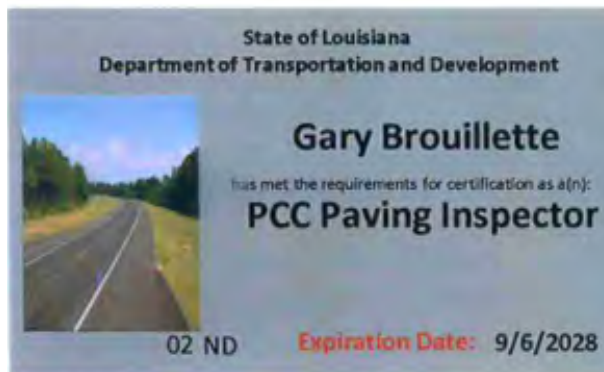 State of Louisiana
Department of Transportation and Development
Gary Brouillette
has met the requirements for certification as a(n):
PCC Paving Inspector
02 ND
Expiration Date: 9/6/2028